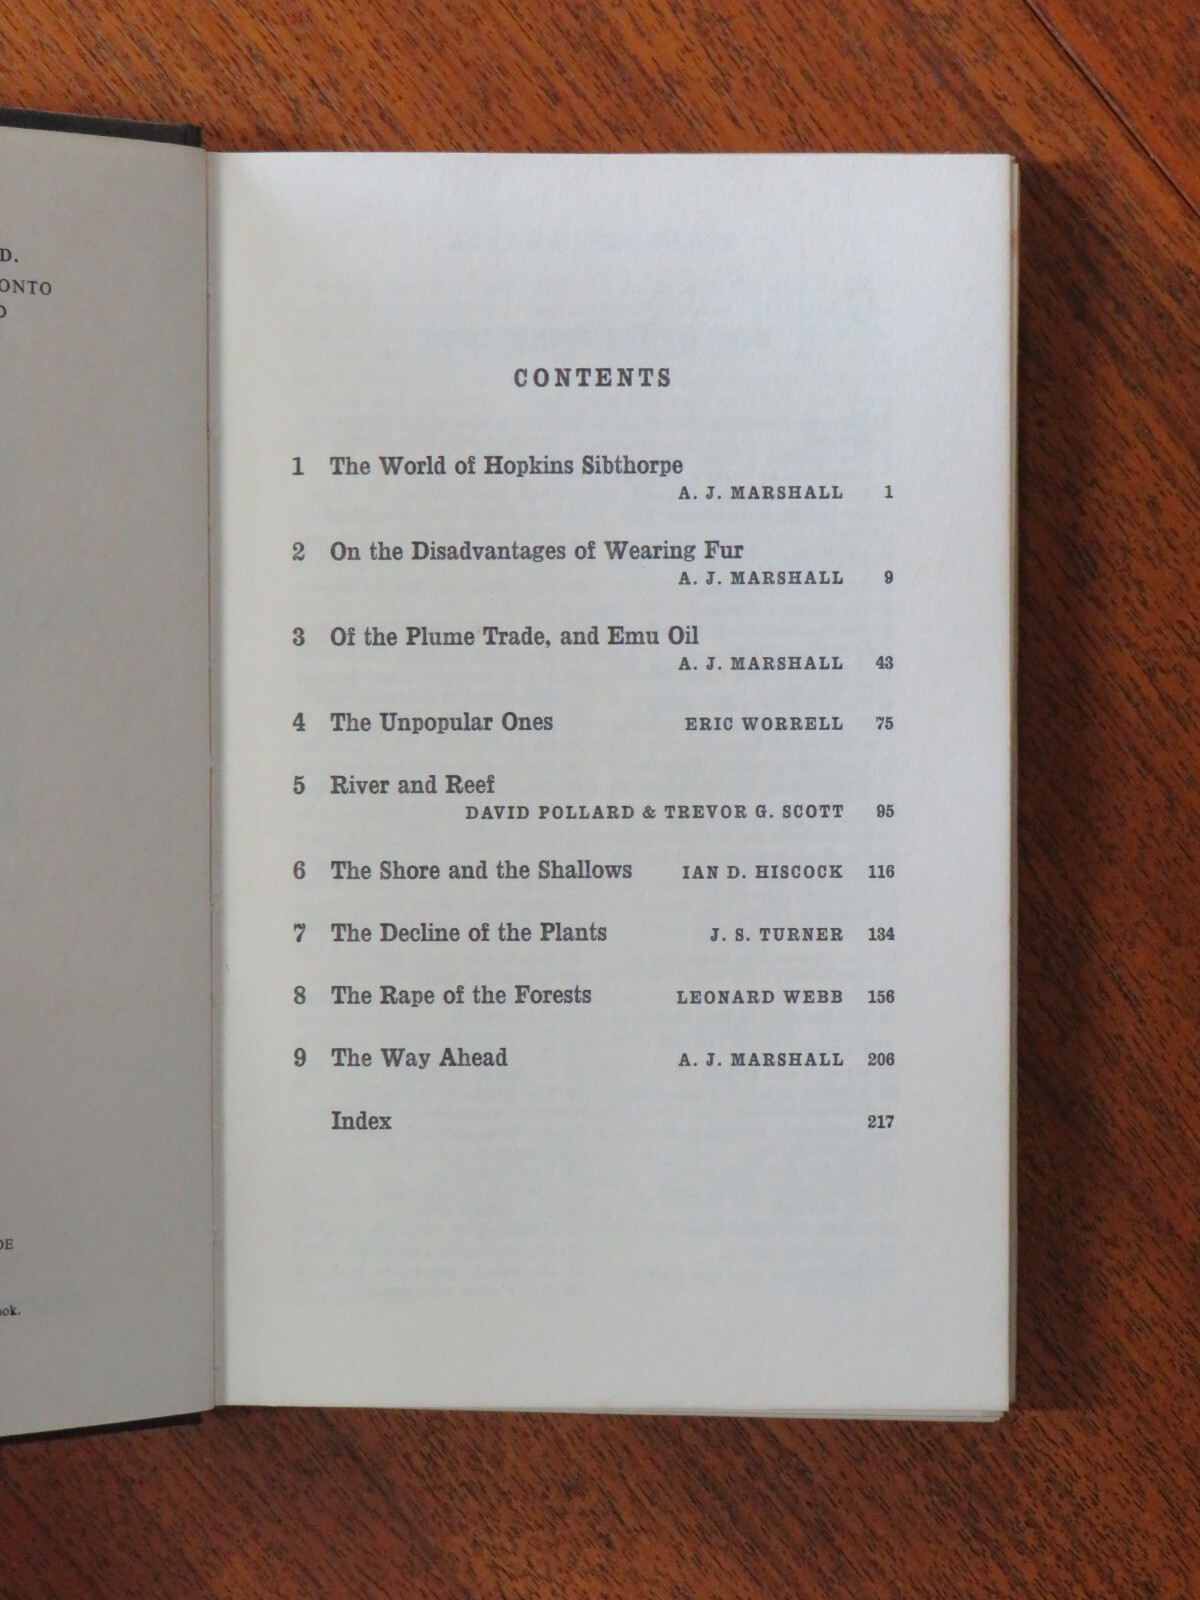 D.
ONTO
D
DE
ook.
CONTENTS
1 The World of Hopkins Sibthorpe
A. J. MARSHALL 1
2 On the Disadvantages of Wearing Fur
A. J. MARSHALL 9
3 Of the Plume Trade, and Emu Oil
A. J. MARSHALL 43
4 The Unpopular Ones ERIC WORRELL 75
5 River and Reef
DAVID POLLARD & TREVOR G. SCOTT 95
6 The Shore and the Shallows IAN D. HISCOCK 116
7 The Decline of the Plants J. S. TURNER 134
8 The Rape of the Forests LEONARD WEBB 156
9 The Way Ahead A. J. MARSHALL 206
Index 217